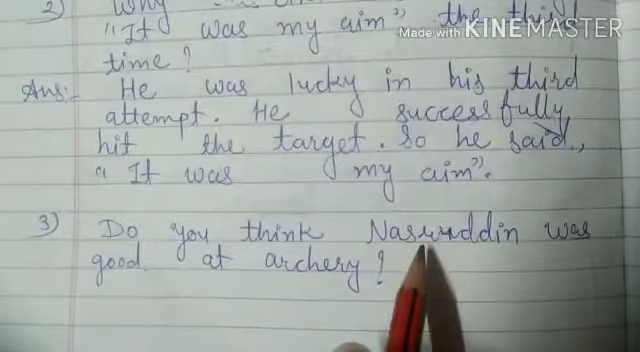 2) Why
"It was my aim" the third
time?
Made with KINEMASTER
Ans:- He was lucky in his third
attempt. He successfully
hit the target. So he said,
"It was my aim".
3) Do you think Nasruddin was
good at archery?